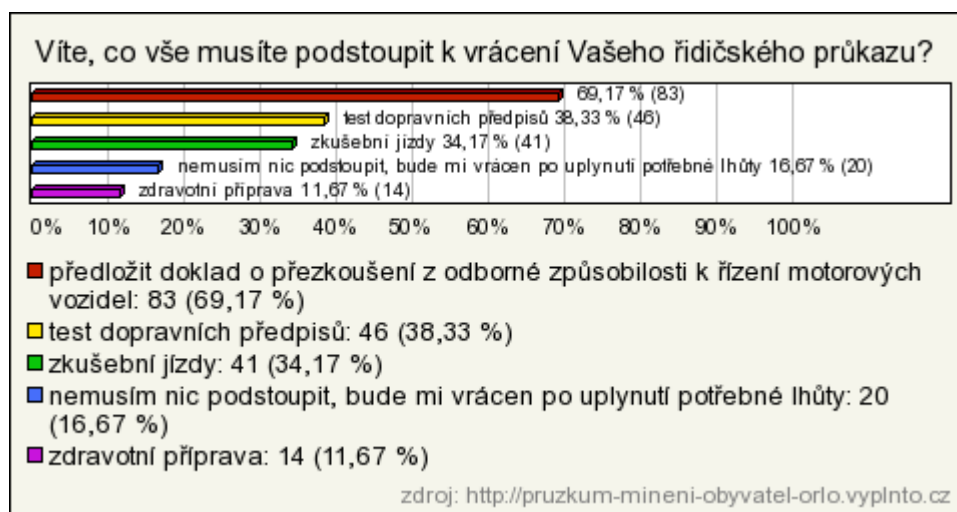 Víte, co vše musíte podstoupit k vrácení Vašeho řidičského průkazu?
69,17 % (83)
test dopravních předpisů 38,33 % (46)
zkušební jízdy 34,17 % (41)
nemusím nic podstoupit, bude mi vrácen po uplynutí potřebné lhůty 16,67 % (20)
zdravotní příprava 11,67 % (14)
0% 10% 20% 30% 40% 50% 60% 70% 80% 90% 100%
předložit doklad o přezkoušení z odborné způsobilosti k řízení motorových
vozidel: 83 (69,17 %)
test dopravních předpisů: 46 (38,33 %)
zkušební jízdy: 41 (34,17 %)
nemusím nic podstoupit, bude mi vrácen po uplynutí potřebné lhůty: 20
(16,67 %)
zdravotní příprava: 14 (11,67 %)
zdroj: http://pruzkum-mineni-obyvatel-orlo.vyplnto.cz